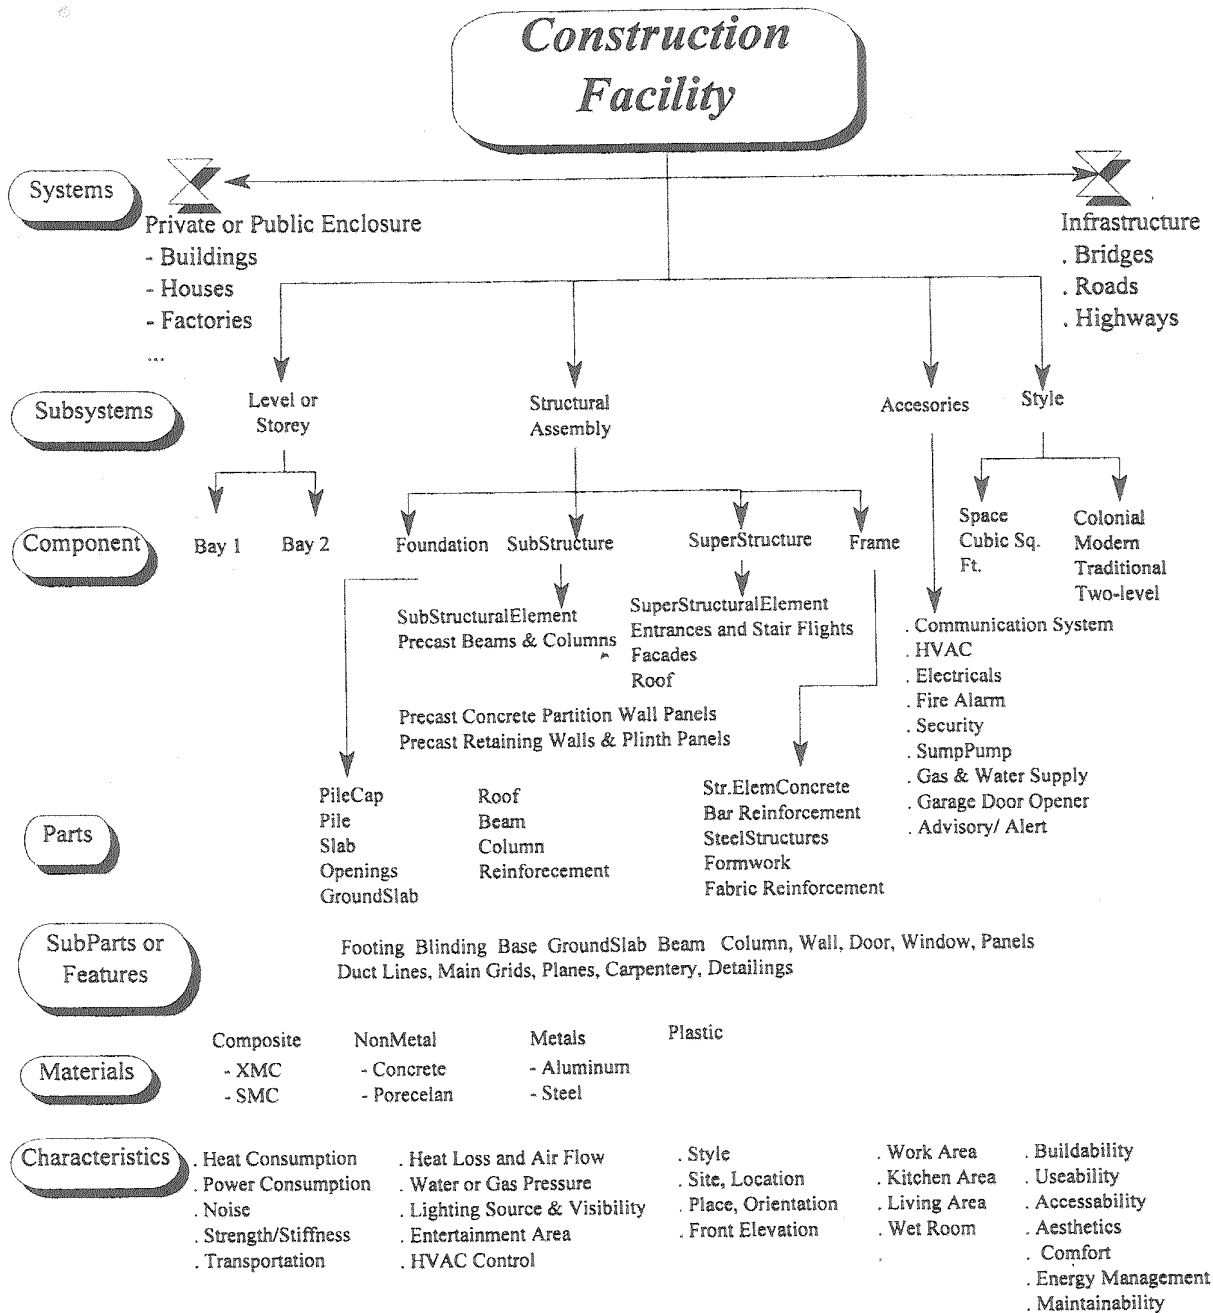 Construction
Facility
Systems
Private or Public Enclosure
- Buildings
- Houses
- Factories
...
Infrastructure
. Bridges
. Roads
. Highways
Subsystems
Level or
Storey
Structural
Assembly
Accesories
Style
Component
Bay 1
Bay 2
Foundation
SubStructure
SuperStructure
Frame
Space
Cubic Sq.
Ft.
Colonial
Modern
Traditional
Two-level
SubStructuralElement
Precast Beams & Columns
SuperStructuralElement
Entrances and Stair Flights
Facades
Roof
Precast Concrete Partition Wall Panels
Precast Retaining Walls & Plinth Panels
. Communication System
. HVAC
. Electricals
. Fire Alarm
. Security
. SumpPump
. Gas & Water Supply
. Garage Door Opener
. Advisory/ Alert
Parts
PileCap
Pile
Slab
Openings
GroundSlab
Roof
Beam
Column
Reinforecement
Str.ElemConcrete
Bar Reinforcement
SteelStructures
Formwork
Fabric Reinforcement
SubParts or
Features
Footing Blinding Base GroundSlab Beam Column, Wall, Door, Window, Panels
Duct Lines, Main Grids, Planes, Carpentery, Detailings
Materials
Composite
- XMC
- SMC
NonMetal
- Concrete
- Porecelan
Metals
- Aluminum
- Steel
Plastic
Characteristics
. Heat Consumption
. Power Consumption
. Noise
. Strength/Stiffness
. Transportation
. Heat Loss and Air Flow
. Water or Gas Pressure
. Lighting Source & Visibility
. Entertainment Area
. HVAC Control
. Style
. Site, Location
. Place, Orientation
. Front Elevation
. Work Area
. Kitchen Area
. Living Area
. Wet Room
. Buildability
. Useability
. Accessability
. Aesthetics
. Comfort
. Energy Management
. Maintainability